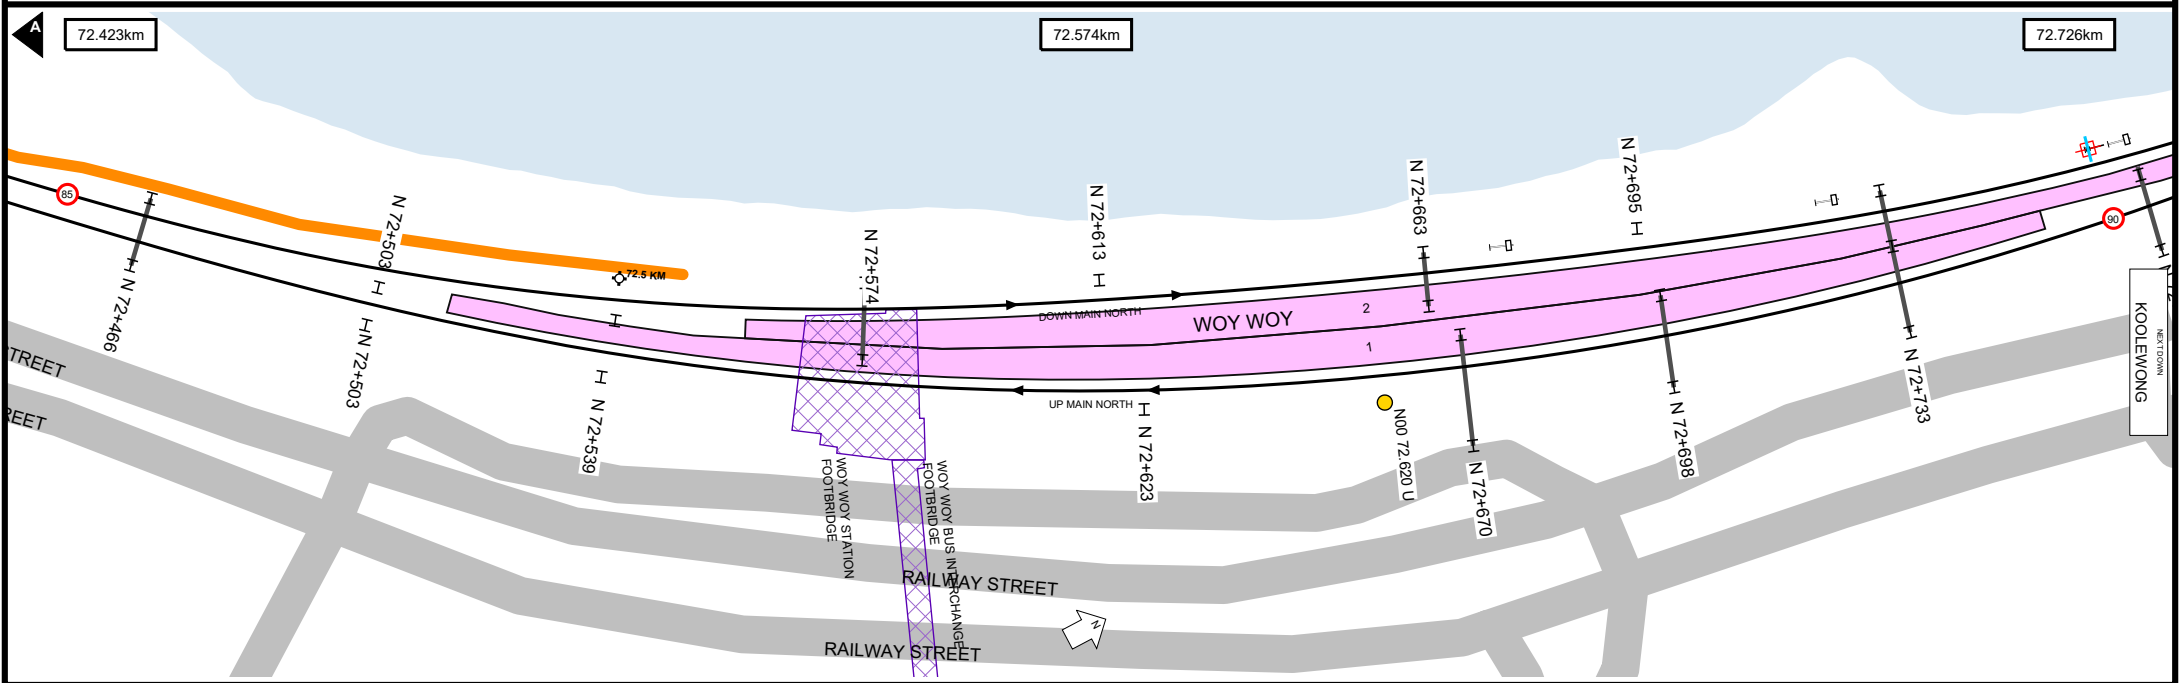 A
72.423km
72.574km
72.726km
85
N 72+466
N 72+503
N 72+503
72.5 KM
N 72+539
N 72+574
N 72+613
DOWN MAIN NORTH
WOY WOY
2
1
UP MAIN NORTH
N 72+623
N 72+663
N00 72.620 U
N 72+670
N 72+695
N 72+698
N 72+733
90
NEXT DOWN
KOOLEWONG
WOY WOY STATION
FOOTBRIDGE
WOY WOY BUS INTERCHANGE
FOOTBRIDGE
RAILWAY STREET
RAILWAY STREET
N